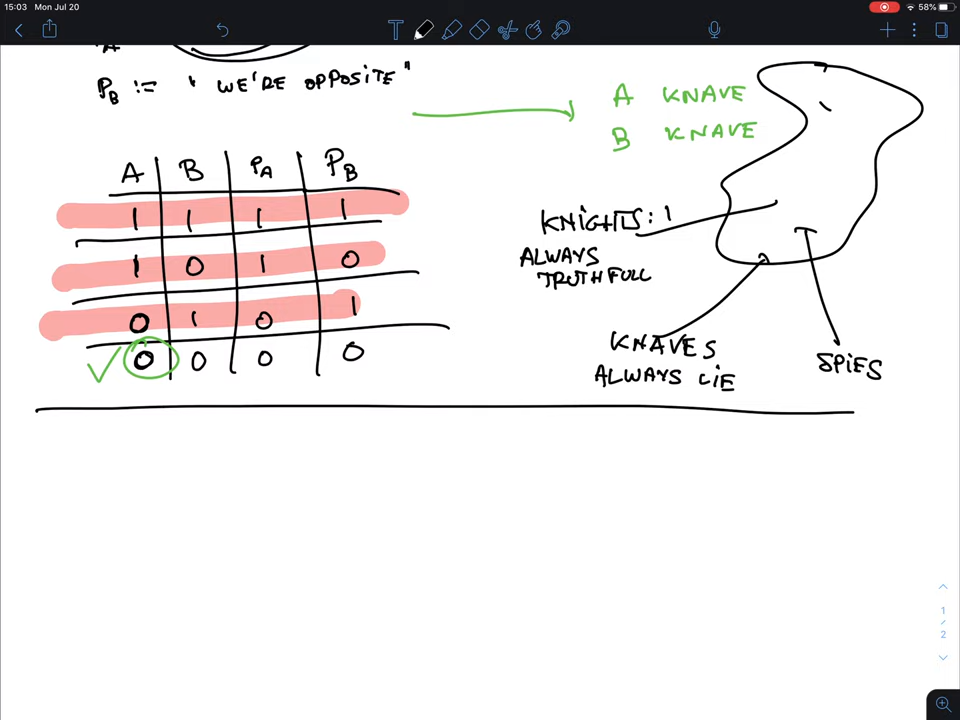 15:03 Mon Jul 20
58%
A
P_B := " WE'RE OPPOSITE "
A KNAVE
B KNAVE
A B P_A P_B
1 1 1 1
1 0 1 0
0 1 0 1
0 0 0 0
KNIGHTS: 1
ALWAYS
TRUTHFULL
KNAVES
ALWAYS LIE
SPIES
T
1
/
2